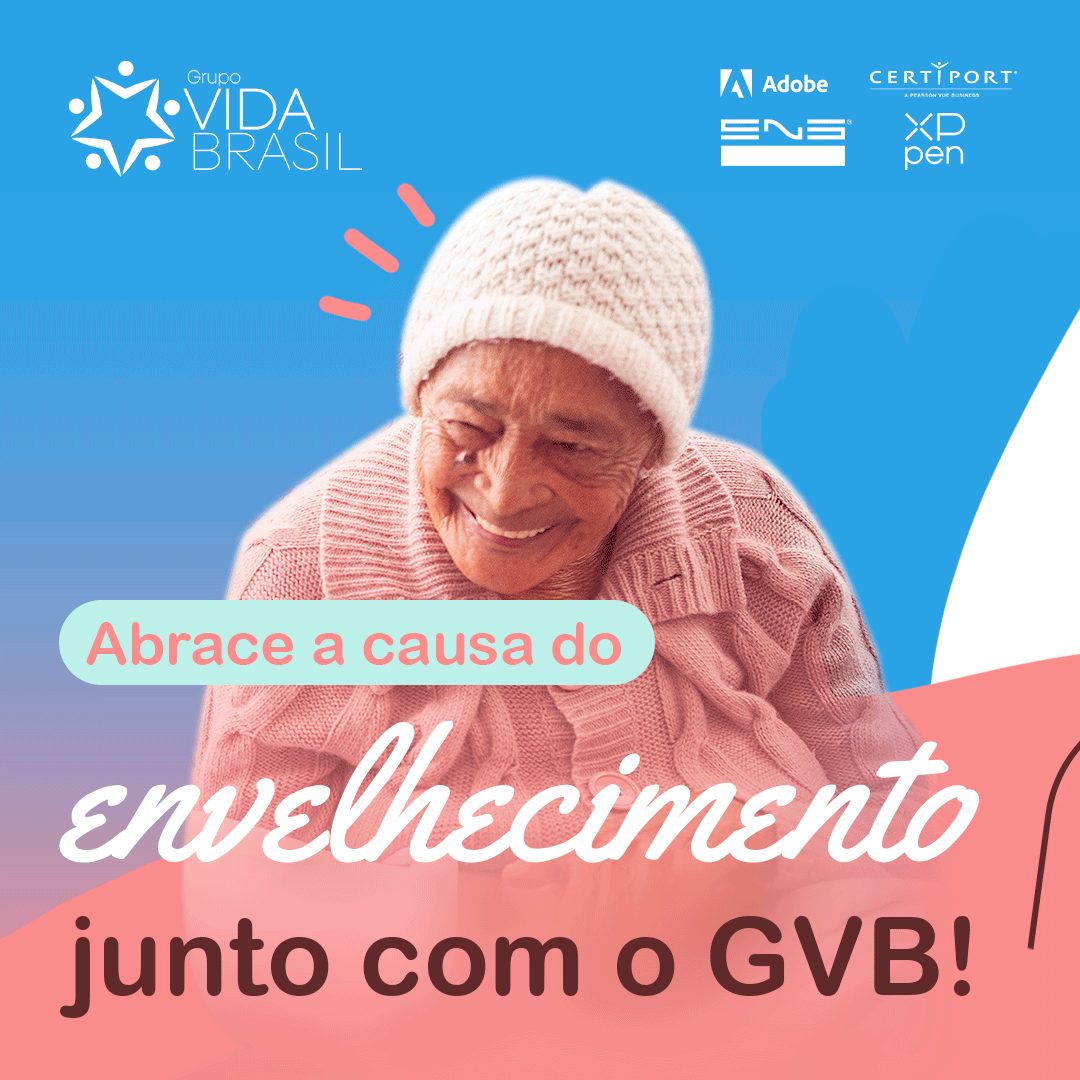 Grupo
VIDA
BRASIL
Adobe
CERTIPORT
A PEARSON VUE BUSINESS
ENS
XP
pen
Abrace a causa do
envelhecimento
junto com o GVB!